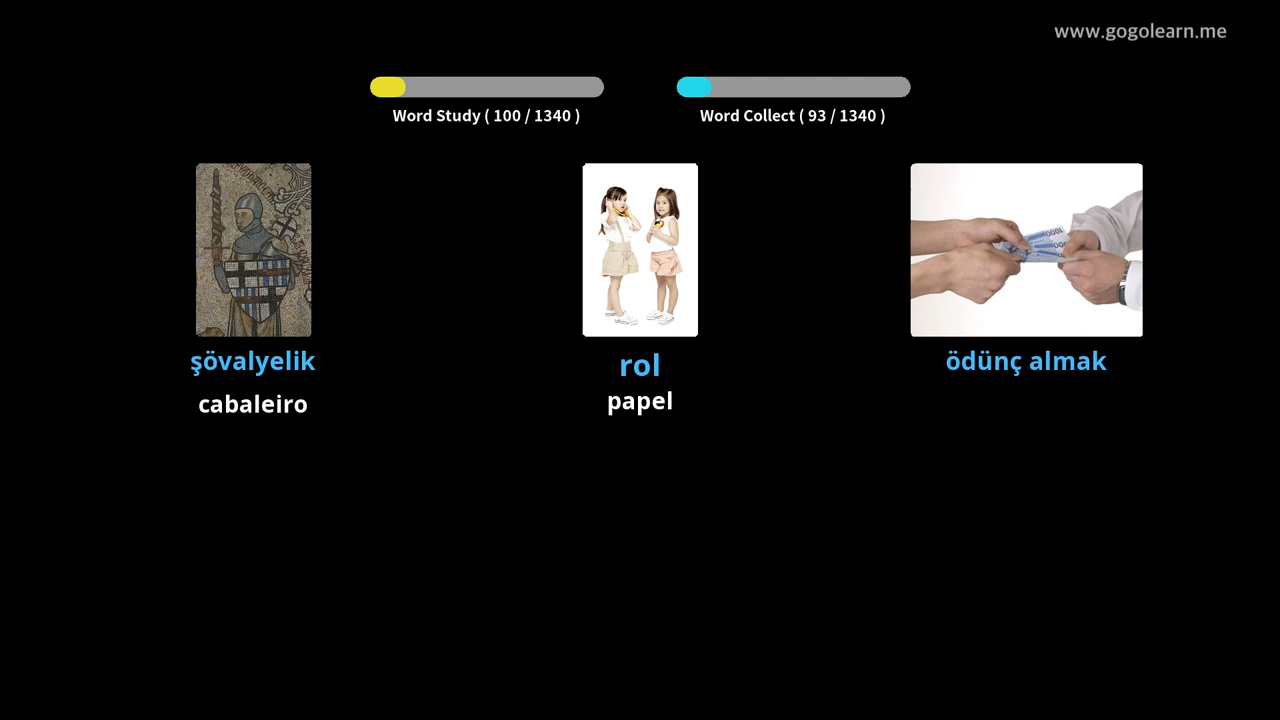 www.gogolearn.me
Word Study ( 100 / 1340 )
Word Collect ( 93 / 1340 )
şövalyelik
cabaleiro
rol
papel
ödünç almak